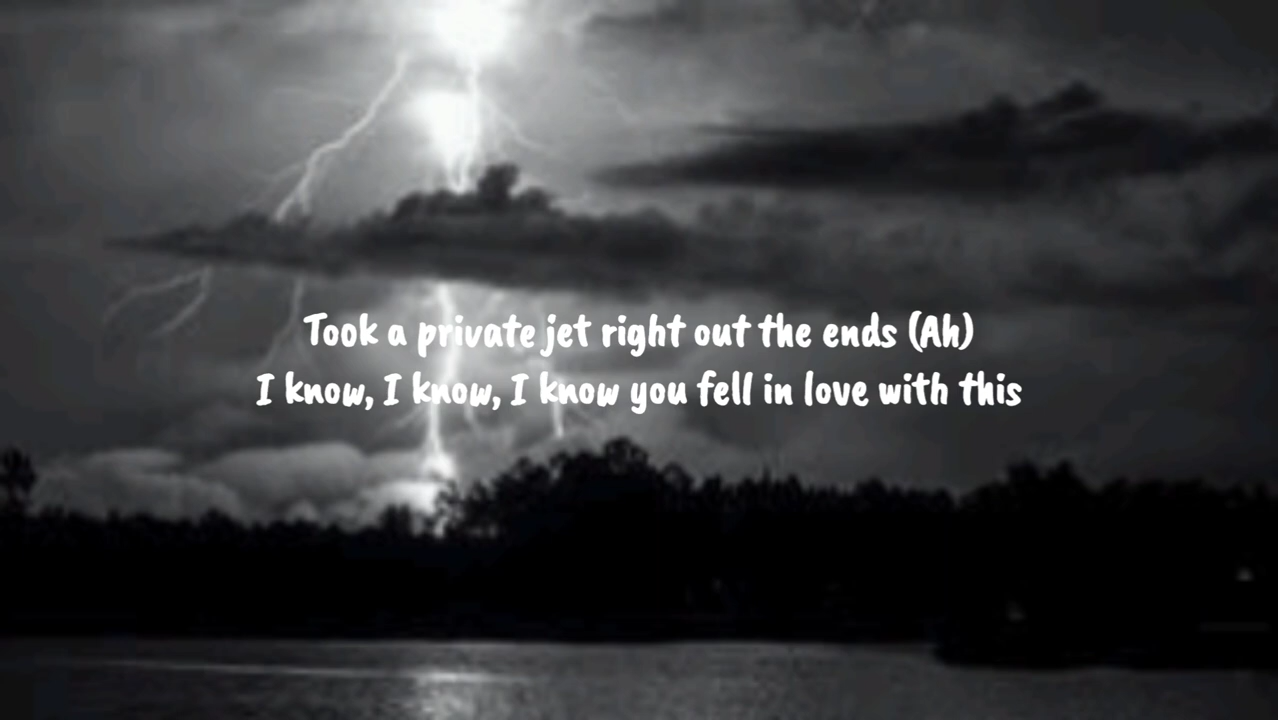 Took a private jet right out the ends (Ah)
I know, I know, I know you fell in love with this